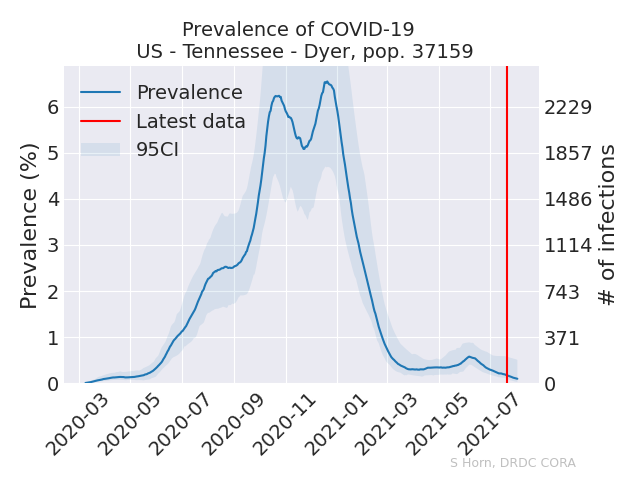 Prevalence of COVID-19
US - Tennessee - Dyer, pop. 37159
Prevalence
Latest data
95CI
Prevalence (%)
6
5
4
3
2
1
0
2229
1857
1486
1114
743
371
0
# of infections
2020-03
2020-05
2020-07
2020-09
2020-11
2021-01
2021-03
2021-05
2021-07
S Horn, DRDC CORA